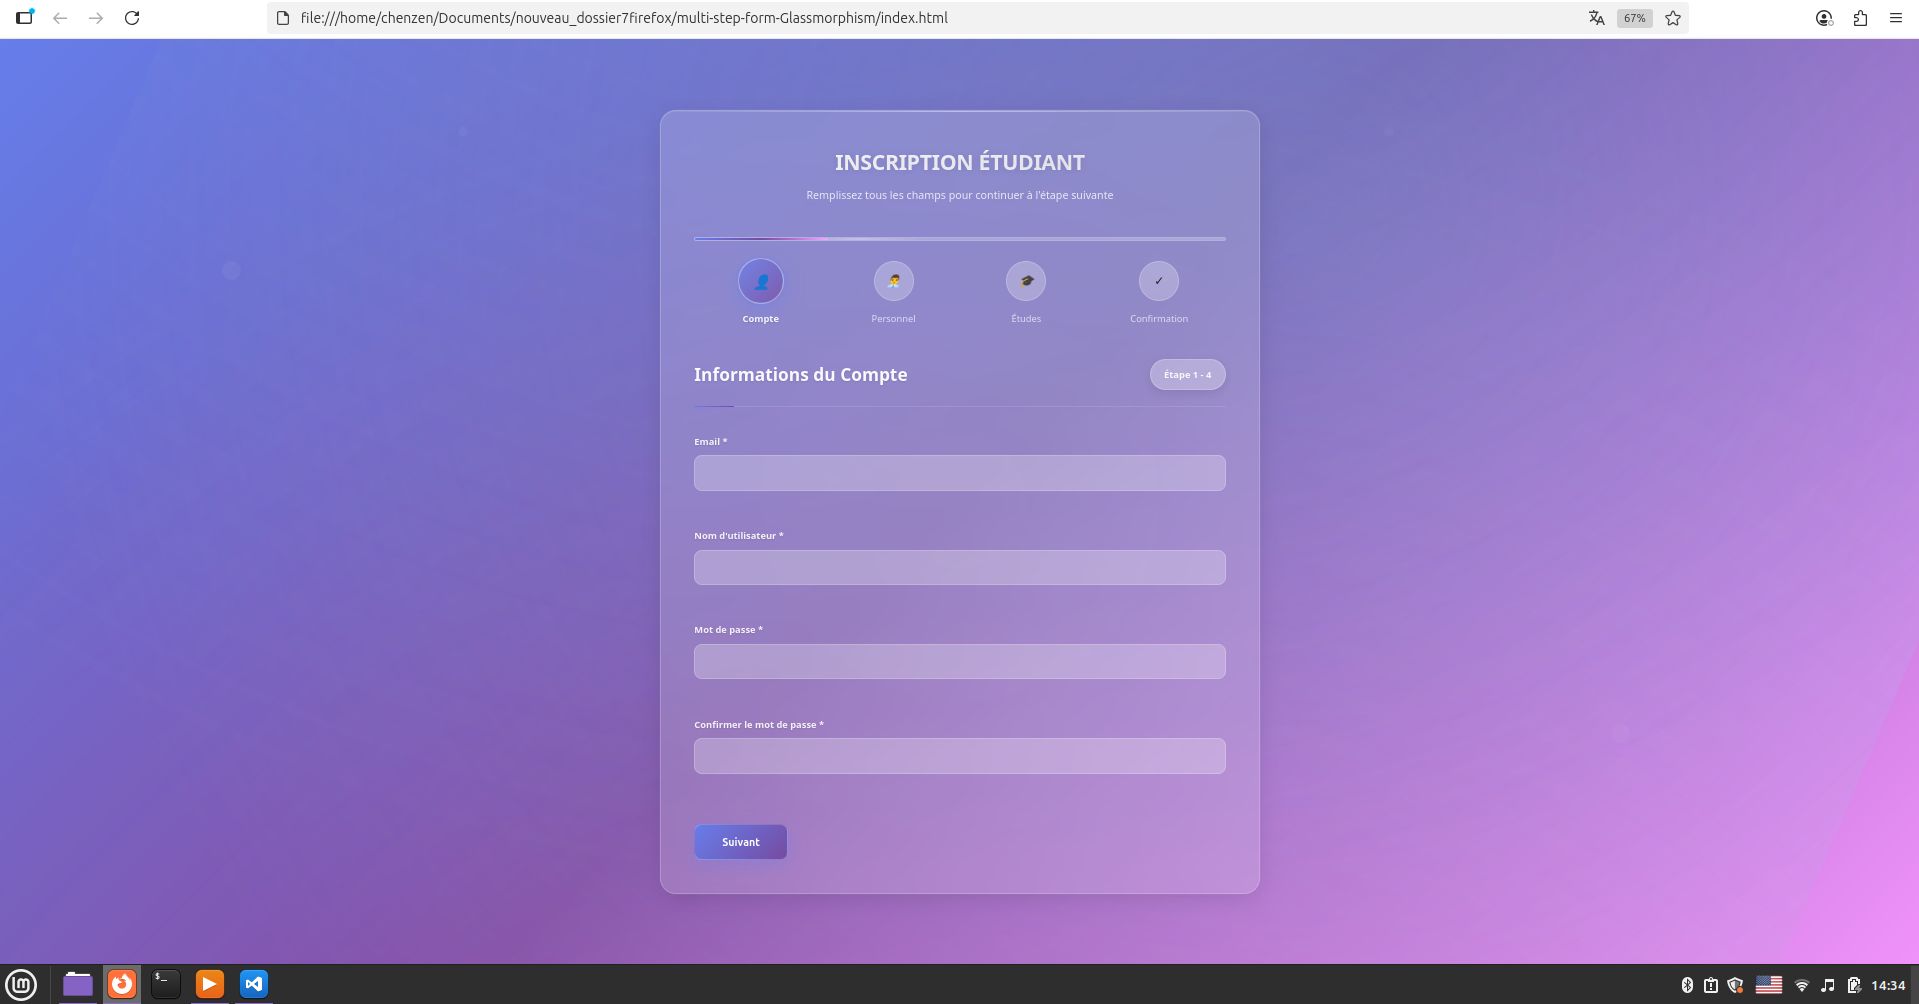 file:///home/chenzen/Documents/nouveau_dossier7firefox/multi-step-form-Glassmorphism/index.html
67%
INSCRIPTION ÉTUDIANT
Remplissez tous les champs pour continuer à l'étape suivante
✓
Compte
Personnel
Études
Confirmation
Informations du Compte
Étape 1 - 4
Email *
Nom d'utilisateur *
Mot de passe *
Confirmer le mot de passe *
Suivant
$_
14:34